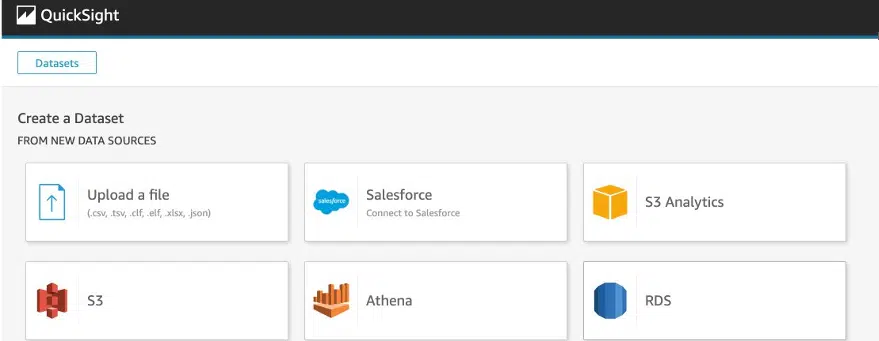 QuickSight
Datasets
Create a Dataset
FROM NEW DATA SOURCES
Upload a file
(.csv, .tsv, .clf, .elf, .xlsx, .json)
salesforce
Salesforce
Connect to Salesforce
S3 Analytics
S3
Athena
RDS